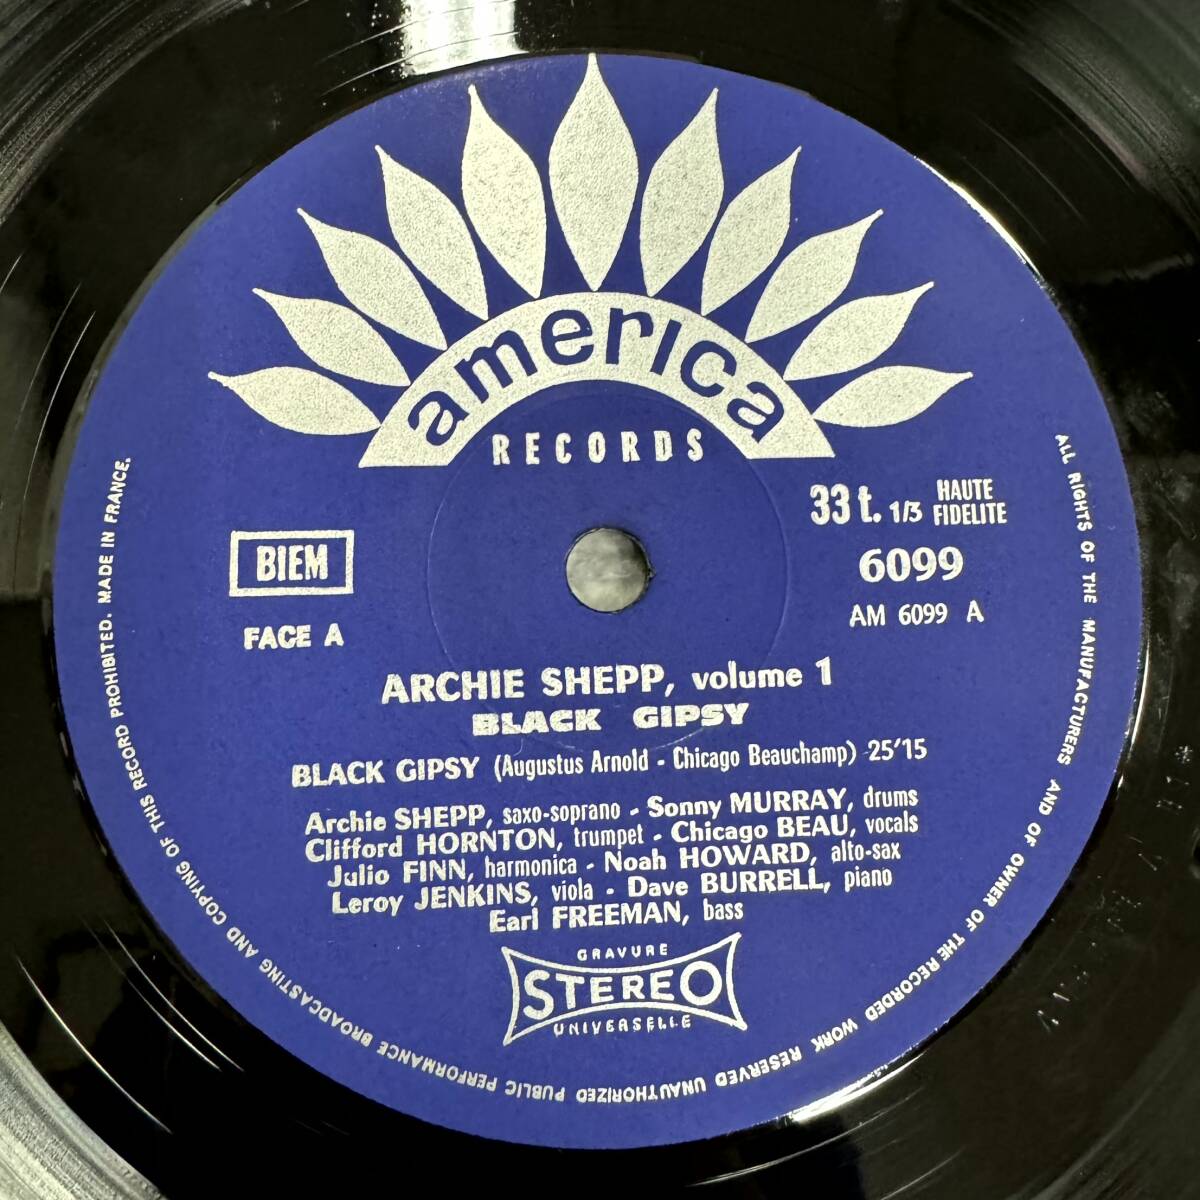 america
RECORDS
33 t. 1/3 HAUTE FIDELITE
6099
AM 6099 A
BIEM
FACE A
ARCHIE SHEPP, volume 1
BLACK GIPSY
BLACK GIPSY (Augustus Arnold - Chicago Beauchamp) 25'15
Archie SHEPP, saxo-soprano - Sonny MURRAY, drums
Clifford HORNTON, trumpet - Chicago BEAU, vocals
Julio FINN, harmonica - Noah HOWARD, alto-sax
Leroy JENKINS, viola - Dave BURRELL, piano
Earl FREEMAN, bass
GRAVURE
STEREO
UNIVERSELLE
ALL RIGHTS OF THE MANUFACTURERS AND OF OWNER OF THE RECORDED WORK RESERVED UNAUTHORIZED PUBLIC PERFORMANCE BROADCASTING AND COPYING OF THIS RECORD PROHIBITED. MADE IN FRANCE.